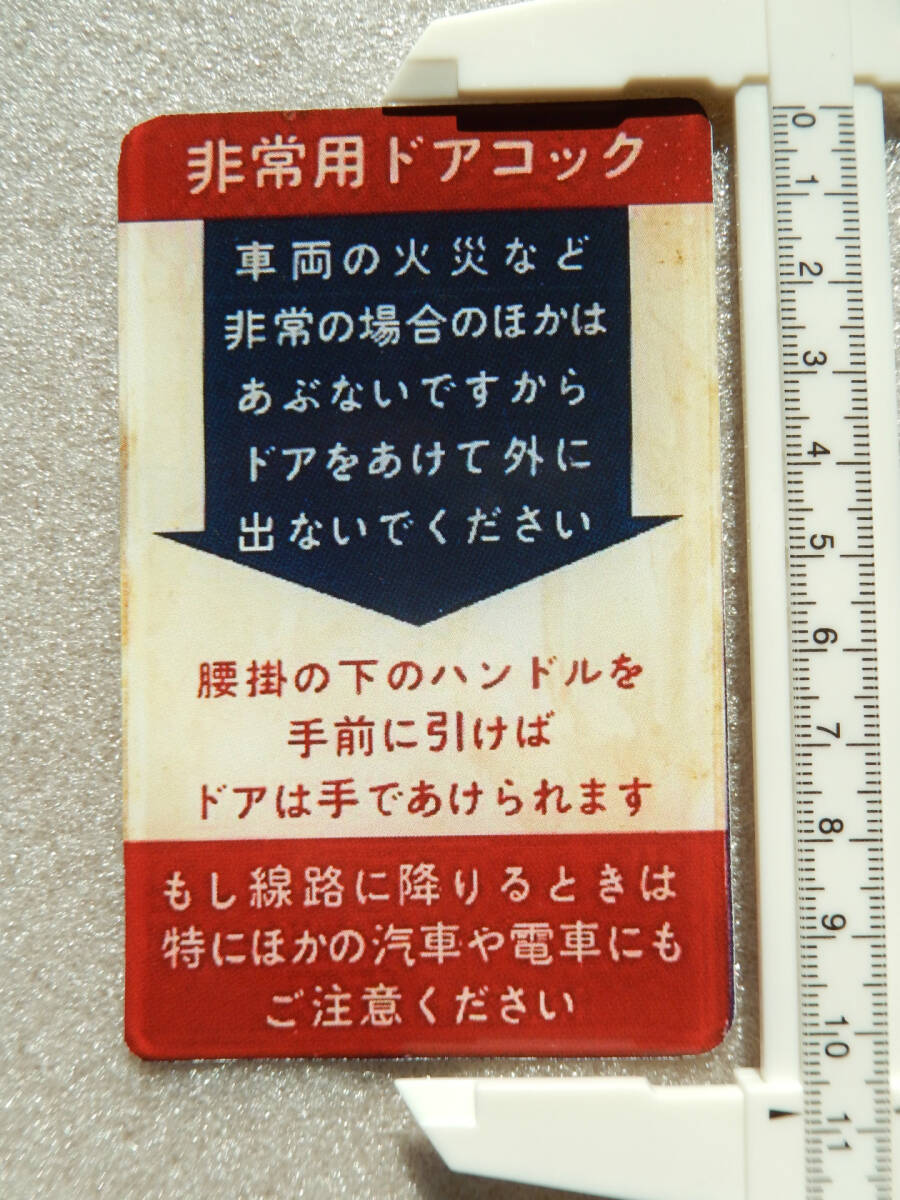 非常用ドアコック
車両の火災など
非常の場合のほかは
あぶないですから
ドアをあけて外に
出ないでください
腰掛の下のハンドルを
手前に引けば
ドアは手であけられます
もし線路に降りるときは
特にほかの汽車や電車にも
ご注意ください
0
1
2
3
4
5
6
7
8
9
10
11